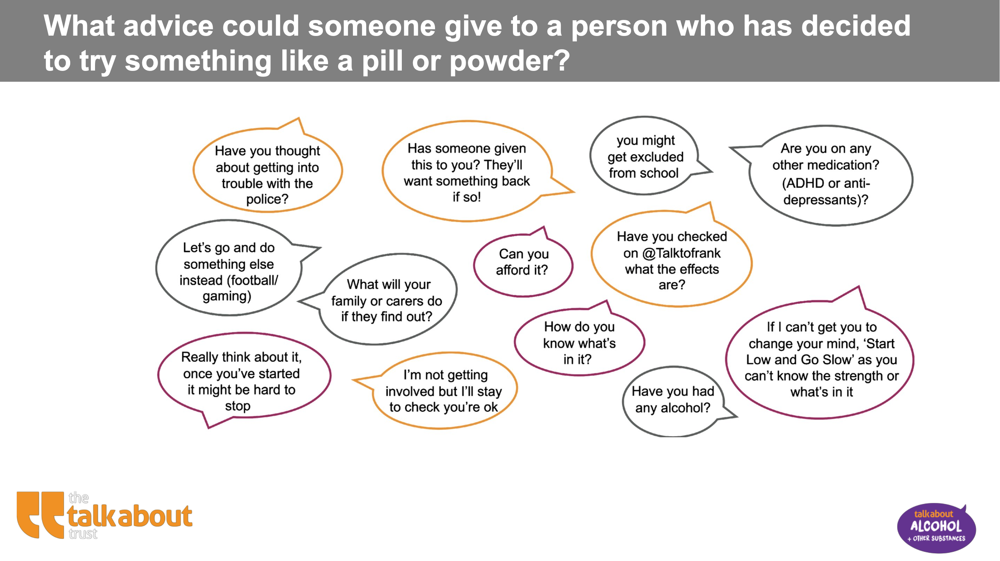 What advice could someone give to a person who has decided
to try something like a pill or powder?
Have you thought
about getting into
trouble with the
police?
Has someone given
this to you? They'll
want something back
if so!
you might
get excluded
from school
Are you on any
other medication?
(ADHD or anti-
depressants)?
Let's go and do
something else
instead (football/
gaming)
What will your
family or carers do
if they find out?
Can you
afford it?
Have you checked
on @Talktofrank
what the effects
are?
Really think about it,
once you've started
it might be hard to
stop
I'm not getting
involved but I'll stay
to check you're ok
How do you
know what's
in it?
Have you had
any alcohol?
If I can't get you to
change your mind, 'Start
Low and Go Slow' as you
can't know the strength or
what's in it
the
talkabout
trust
talkabout
ALCOHOL
+ OTHER SUBSTANCES